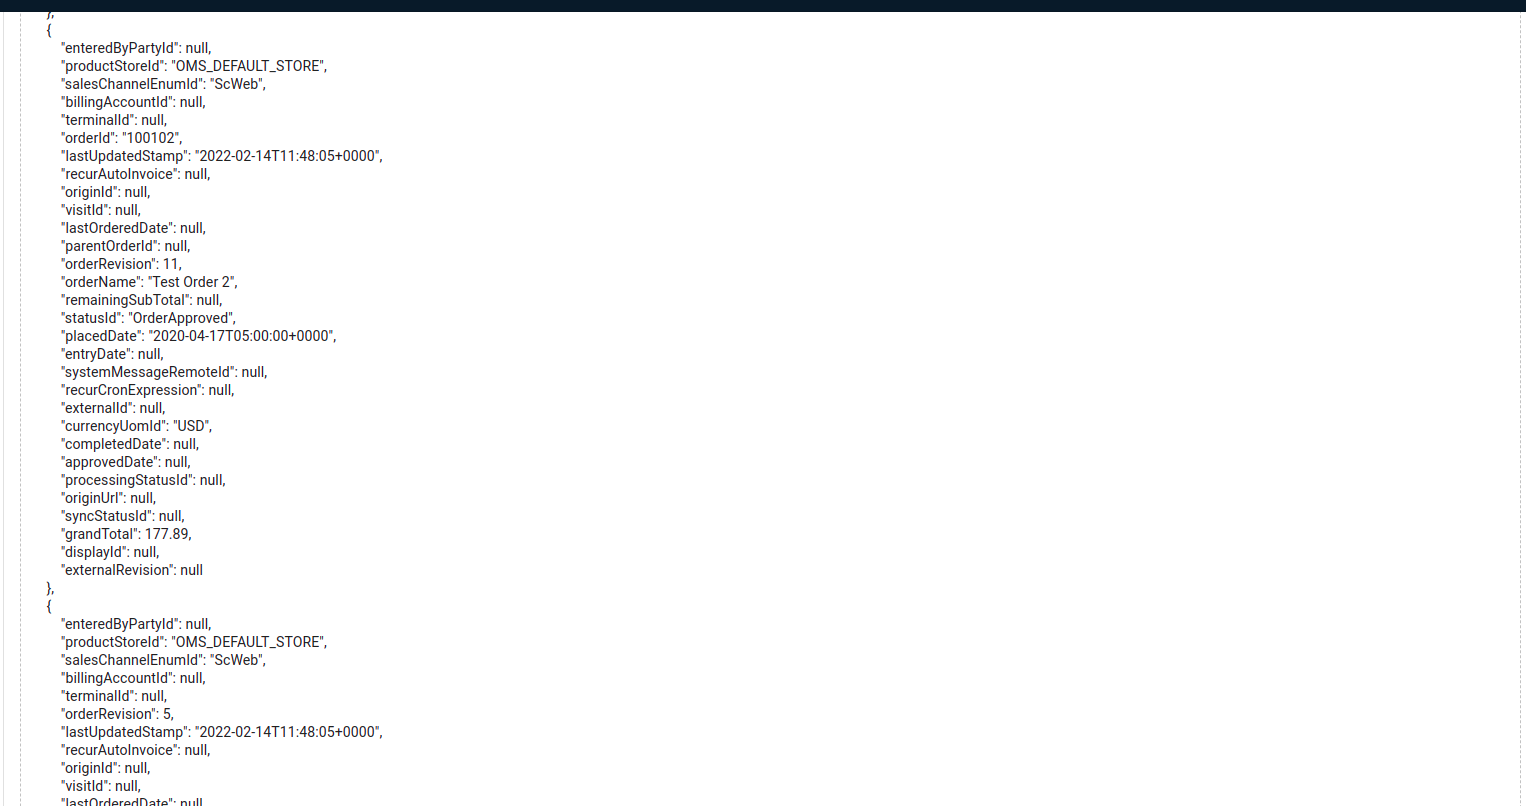 },
{
"enteredByPartyId": null,
"productStoreId": "OMS_DEFAULT_STORE",
"salesChannelEnumId": "ScWeb",
"billingAccountId": null,
"terminalId": null,
"orderId": "100102",
"lastUpdatedStamp": "2022-02-14T11:48:05+0000",
"recurAutoInvoice": null,
"originId": null,
"visitId": null,
"lastOrderedDate": null,
"parentOrderId": null,
"orderRevision": 11,
"orderName": "Test Order 2",
"remainingSubTotal": null,
"statusId": "OrderApproved",
"placedDate": "2020-04-17T05:00:00+0000",
"entryDate": null,
"systemMessageRemoteId": null,
"recurCronExpression": null,
"externalId": null,
"currencyUomId": "USD",
"completedDate": null,
"approvedDate": null,
"processingStatusId": null,
"originUrl": null,
"syncStatusId": null,
"grandTotal": 177.89,
"displayId": null,
"externalRevision": null
},
{
"enteredByPartyId": null,
"productStoreId": "OMS_DEFAULT_STORE",
"salesChannelEnumId": "ScWeb",
"billingAccountId": null,
"terminalId": null,
"orderRevision": 5,
"lastUpdatedStamp": "2022-02-14T11:48:05+0000",
"recurAutoInvoice": null,
"originId": null,
"visitId": null,
"lastOrderedDate": null